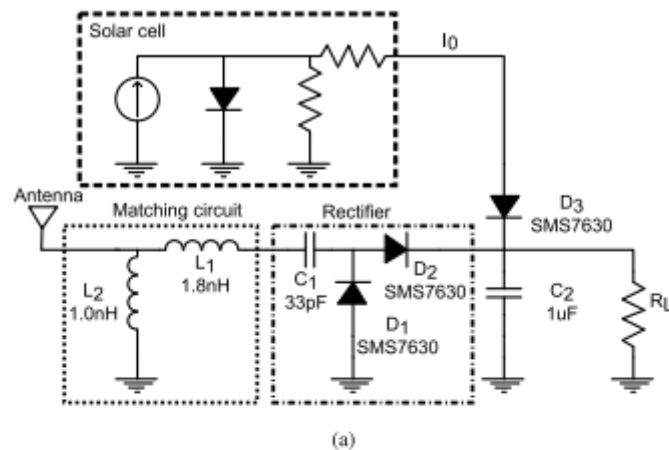 Solar cell
I0
Antenna
Matching circuit
Rectifier
D3
SMS7630
L1
1.8nH
L2
1.0nH
C1
33pF
D2
SMS7630
D1
SMS7630
C2
1uF
RL
(a)